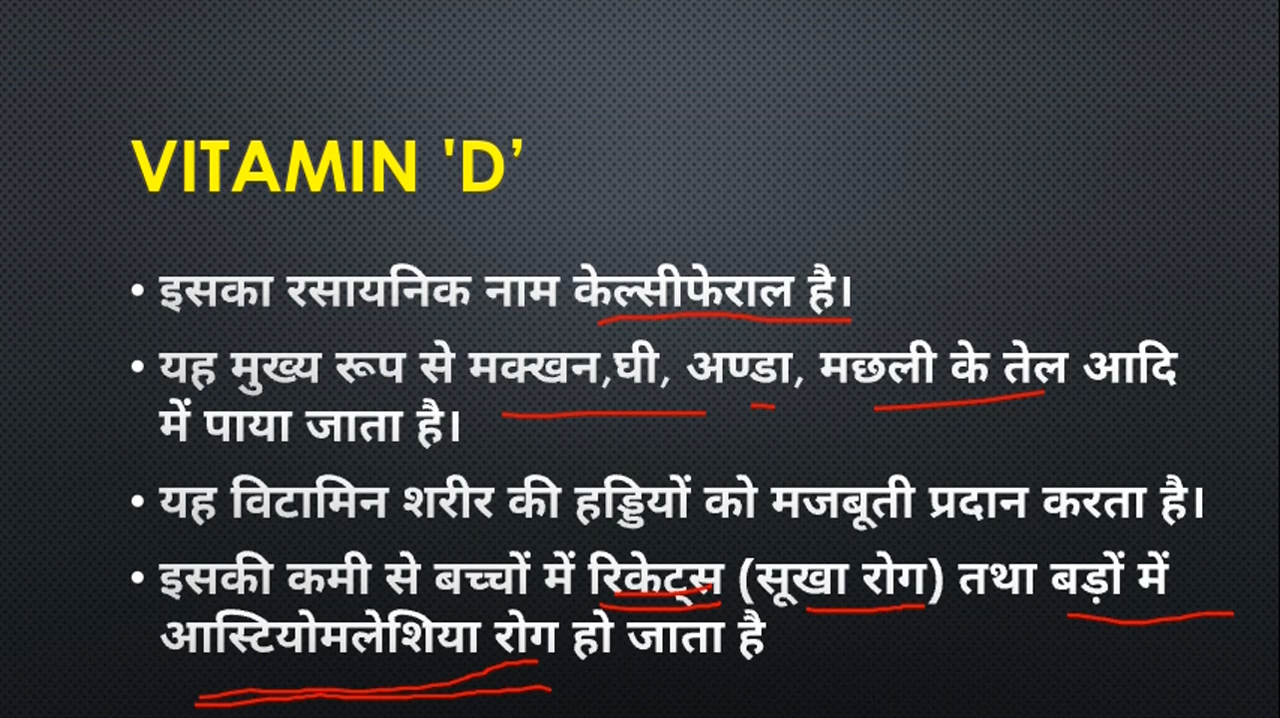 VITAMIN 'D’
• इसका रसायनिक नाम केल्सीफेराल है।
• यह मुख्य रूप से मक्खन,घी, अण्डा, मछली के तेल आदि
में पाया जाता है।
• यह विटामिन शरीर की हड्डियों को मजबूती प्रदान करता है।
• इसकी कमी से बच्चों में रिकेट्स (सूखा रोग) तथा बड़ों में
आस्टियोमलेशिया रोग हो जाता है